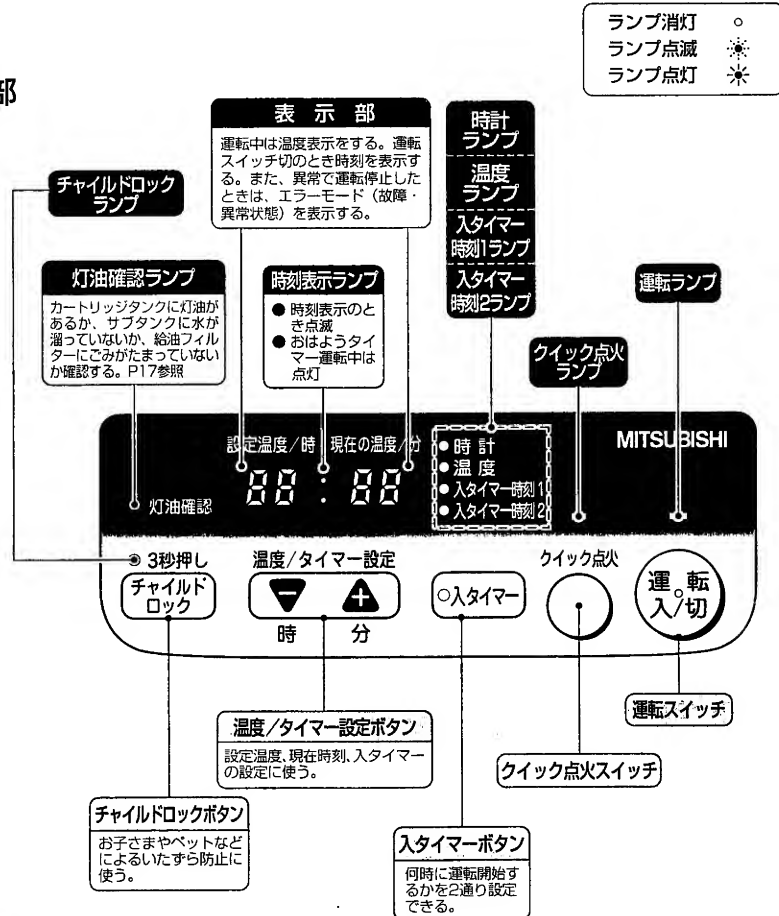 ランプ消灯
ランプ点滅
ランプ点灯
部
表示部
運転中は温度表示をする。運転
スイッチ切のとき時刻を表示す
る。また、異常で運転停止した
ときは、エラーモード（故障・
異常状態）を表示する。
時計
ランプ
温度
ランプ
入タイマー
時刻1ランプ
入タイマー
時刻2ランプ
チャイルドロック
ランプ
灯油確認ランプ
カートリッジタンクに灯油が
あるか、サブタンクに水が
溜っていないか、給油フィル
ターにごみがたまっていない
か確認する。P17参照
時刻表示ランプ
● 時刻表示のと
き点滅
● おはようタイ
マー運転中は
点灯
運転ランプ
クイック点火
ランプ
設定温度/時 現在の温度/分
88:88
灯油確認
● 時計
● 温度
● 入タイマー時刻1
● 入タイマー時刻2
MITSUBISHI
3秒押し
チャイルド
ロック
温度/タイマー設定
− +
時 分
入タイマー
クイック点火
運転
入/切
温度/タイマー設定ボタン
設定温度、現在時刻、入タイマー
の設定に使う。
運転スイッチ
クイック点火スイッチ
チャイルドロックボタン
お子さまやペットなど
によるいたずら防止に
使う。
入タイマーボタン
何時に運転開始す
るかを2通り設定
できる。